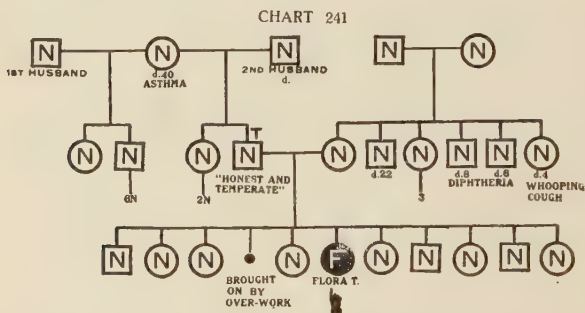 CHART 241
N N N N N
1ST HUSBAND d.40 2ND HUSBAND
ASTHMA d.
T
N N N N N N N N N N
"HONEST AND d.22 d.8 d.6 d.4
6N 2N TEMPERATE" 3 DIPHTHERIA WHOOPING
COUGH
N N N N F N N N N N
BROUGHT FLORA T.
ON BY
OVER-WORK